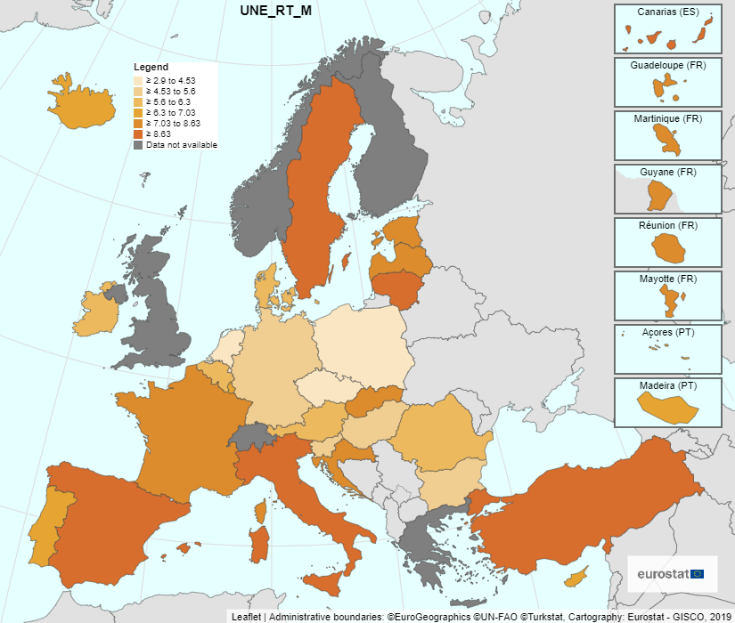 UNE_RT_M
Legend
≥ 2.9 to 4.53
≥ 4.53 to 5.6
≥ 5.6 to 6.3
≥ 6.3 to 7.03
≥ 7.03 to 8.63
≥ 8.63
Data not available
Canarias (ES)
Guadeloupe (FR)
Martinique (FR)
Guyane (FR)
Réunion (FR)
Mayotte (FR)
Açores (PT)
Madeira (PT)
eurostat
Leaflet | Administrative boundaries: ©EuroGeographics ©UN-FAO ©Turkstat, Cartography: Eurostat - GISCO, 2019